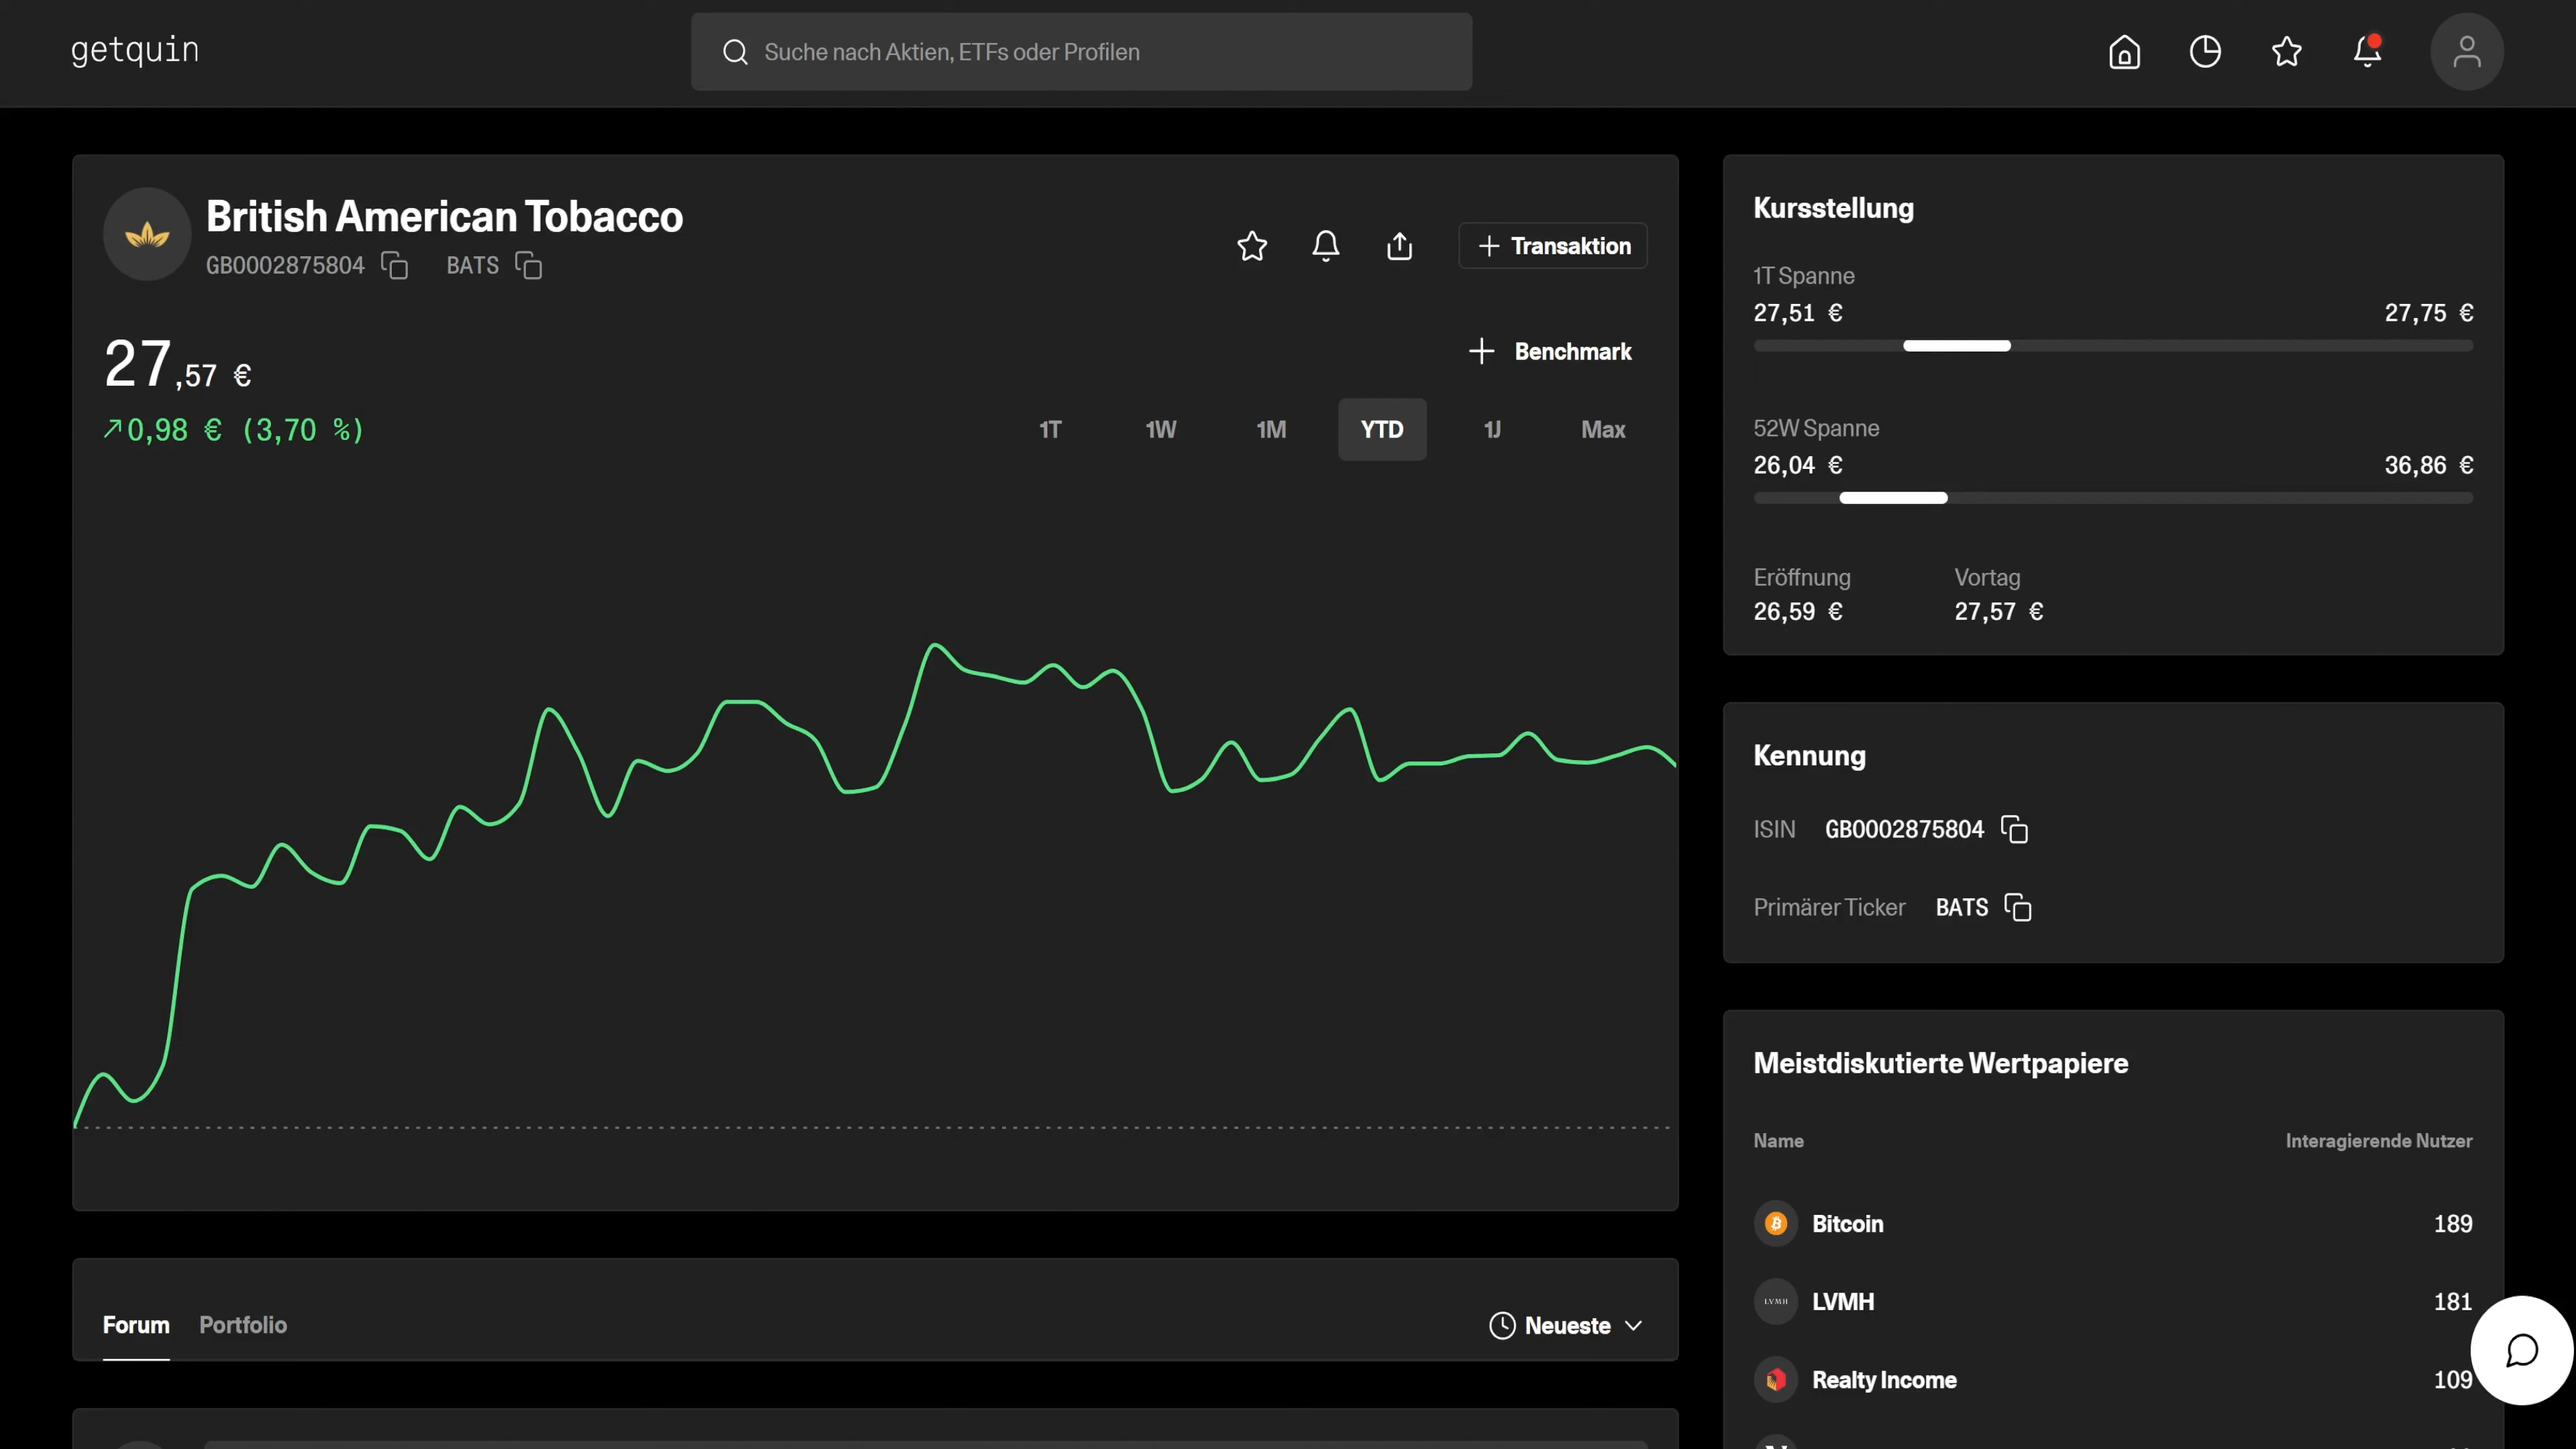 getquin
Suche nach Aktien, ETFs oder Profilen
British American Tobacco
GB0002875804 BATS
Transaktion
27,57 €
0,98 € (3,70 %)
Benchmark
1T 1W 1M YTD 1J Max
Forum Portfolio
Neueste
Kursstellung
1T Spanne
27,51 € 27,75 €
52W Spanne
26,04 € 36,86 €
Eröffnung Vortag
26,59 € 27,57 €
Kennung
ISIN GB0002875804
Primärer Ticker BATS
Meistdiskutierte Wertpapiere
Name Interagierende Nutzer
Bitcoin 189
LVMH LVMH 181
Realty Income 109